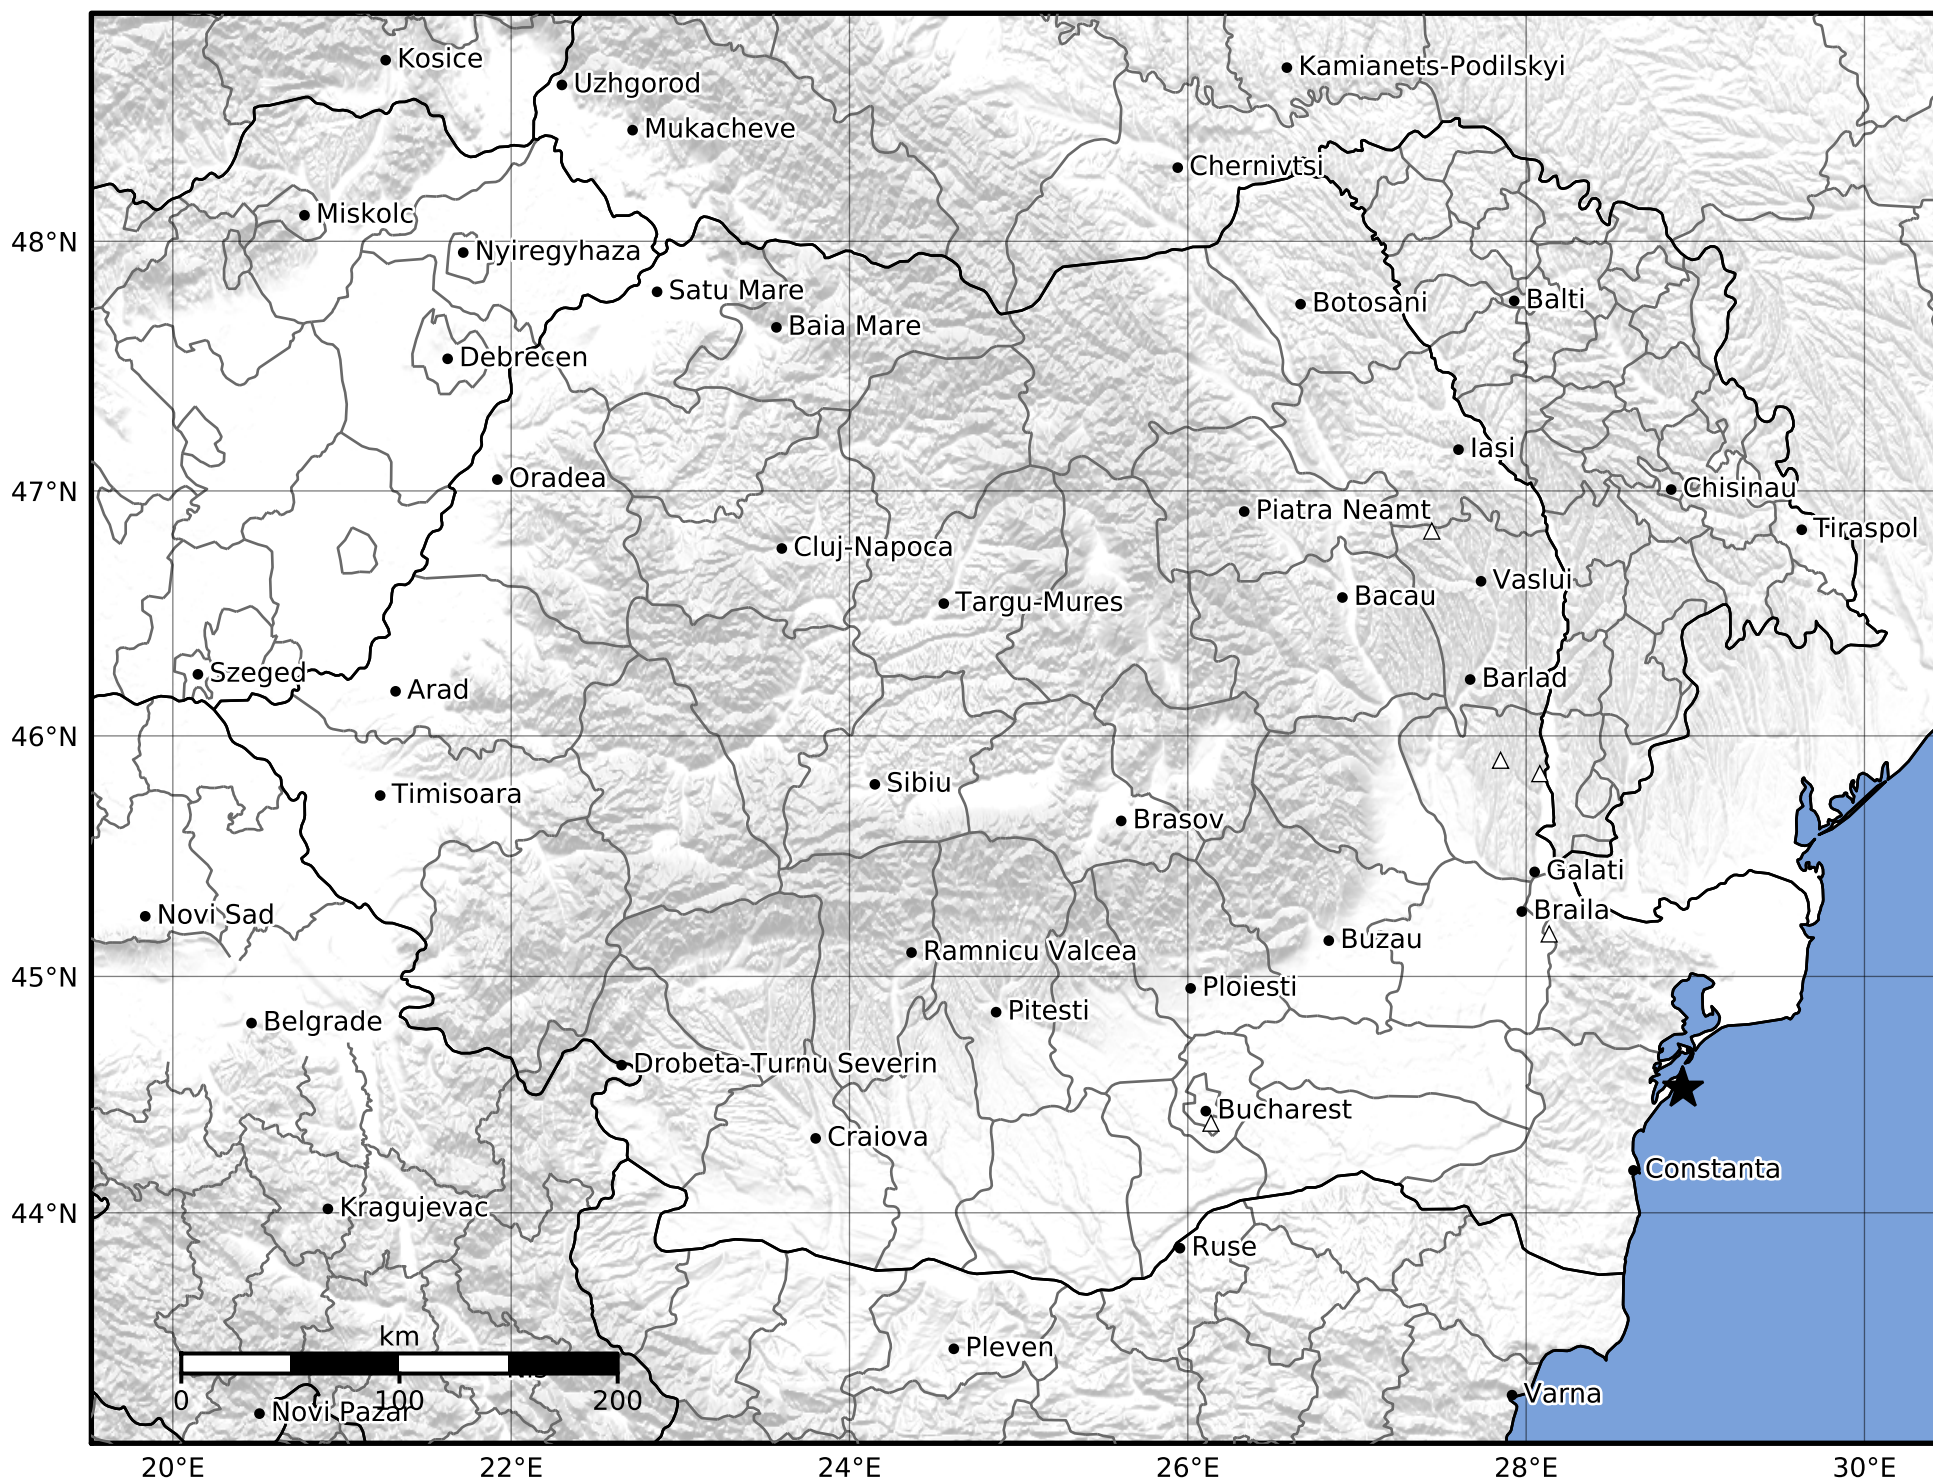 Kosice
Kamianets-Podilskyi
Uzhgorod
Mukacheve
Chernivtsi
Miskolc
48°N
Nyiregyhaza
Satu Mare
Botosani
Balti
Baia Mare
Debrecen
Iasi
47°N
Oradea
Chisinau
Piatra Neamt
Tiraspol
Cluj-Napoca
Vaslui
Bacau
Targu-Mures
Szeged
Arad
Barlad
46°N
Sibiu
Timisoara
Brasov
Galati
Novi Sad
Braila
Buzau
Ramnicu Valcea
45°N
Ploiesti
Pitesti
Belgrade
Drobeta-Turnu Severin
Bucharest
Craiova
Constanta
Kragujevac
44°N
Ruse
km
Pleven
Varna
0 100 200
Novi Pazar
20°E 22°E 24°E 26°E 28°E 30°E